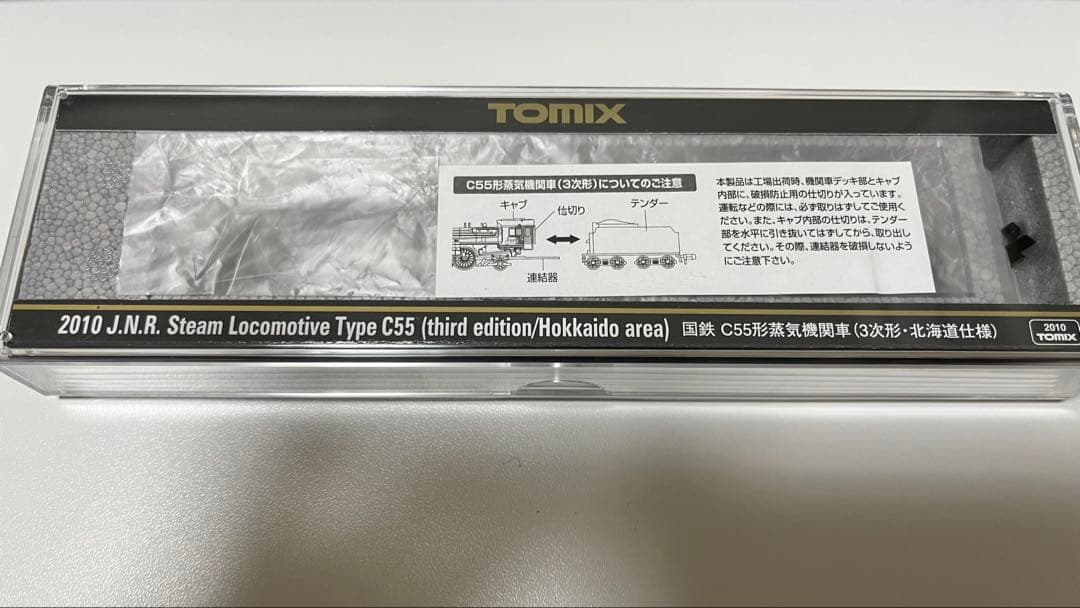 TOMIX
C55形蒸気機関車(3次形)についてのご注意
キャブ
仕切り
テンダー
連結器
本製品は工場出荷時、機関車デッキ部とキャブ
内部に、破損防止用の仕切りが入っています。
運転などの際には、必ず取りはずしてご使用く
ださい。また、キャブ内部の仕切りは、テンダー
部を水平に引き抜いてはずしてから、取り出し
てください。その際、連結器を破損しないよう
にご注意下さい。
2010 J.N.R. Steam Locomotive Type C55 (third edition/Hokkaido area) 国鉄 C55形蒸気機関車(3次形・北海道仕様)
2010
TOMIX